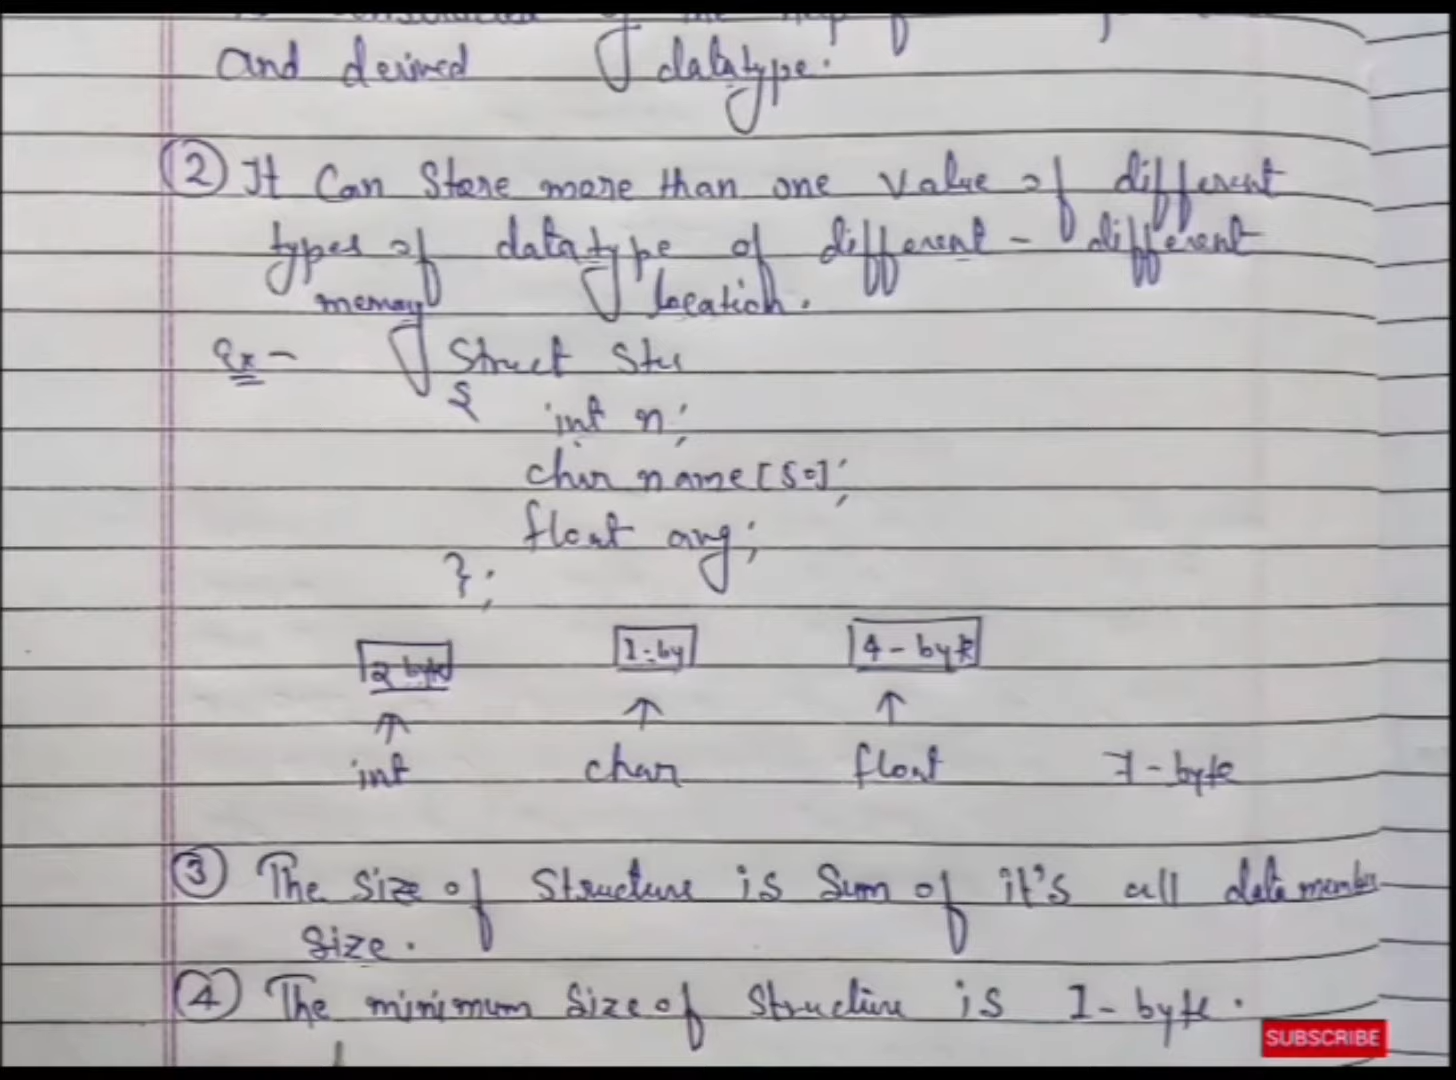 and derived datatype.
② It Can Store more than one value of different
types of datatype of different - different
memory location.
Ex - Struct Stu
{
int n;
char name[50];
float avg;
};
2 byte 1-by 4-byte
↑ ↑ ↑
int char float 7-byte
③ The Size of Structure is Sum of it's all data member
Size.
④ The minimum Size of Structure is 1-byte.
SUBSCRIBE